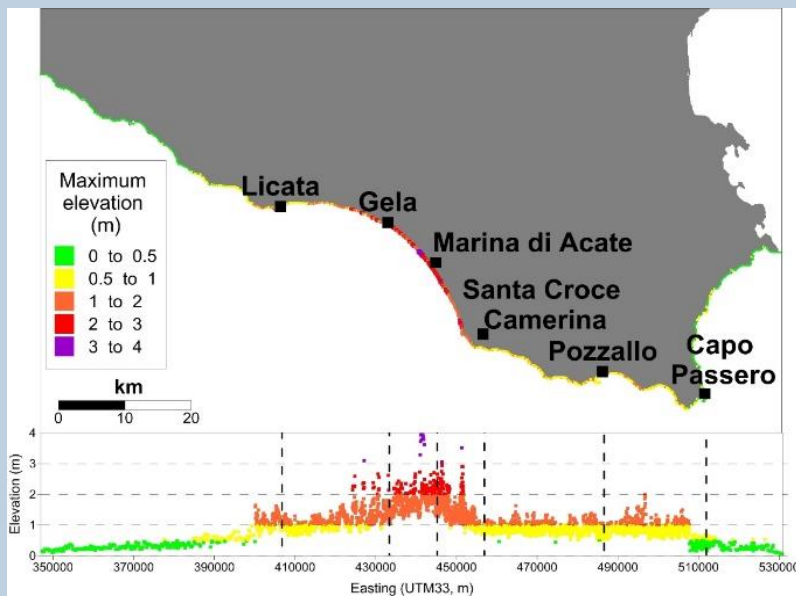 Licata
Gela
Marina di Acate
Santa Croce
Camerina
Pozzallo
Capo
Passero
Maximum
elevation
(m)
0 to 0.5
0.5 to 1
1 to 2
2 to 3
3 to 4
km
0 10 20
Elevation (m)
4
3
2
1
0
350000 370000 390000 410000 430000 450000 470000 490000 510000 530000
Easting (UTM33, m)